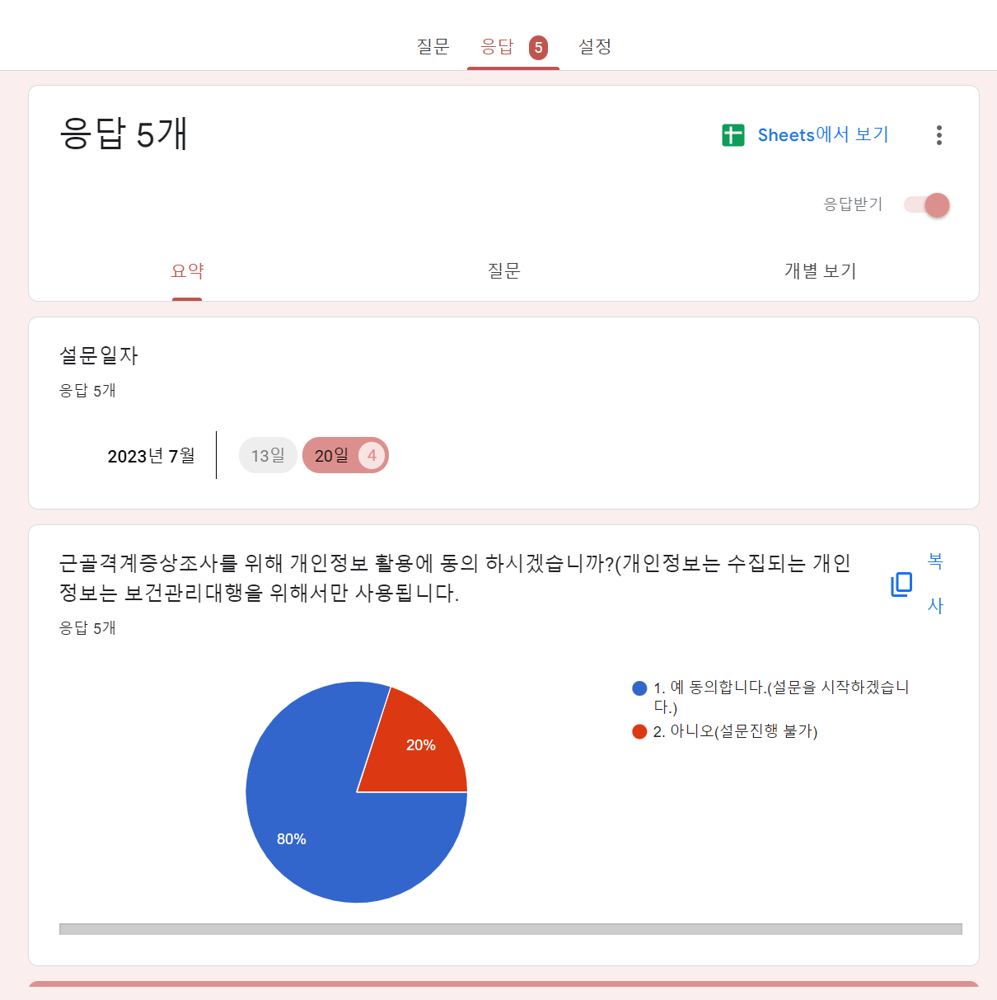 질문 응답 5 설정
응답 5개
Sheets에서 보기
응답받기
요약 질문 개별 보기
설문일자
응답 5개
2023년 7월 13일 20일 4
근골격계증상조사를 위해 개인정보 활용에 동의 하시겠습니까?(개인정보는 수집되는 개인
정보는 보건관리대행을 위해서만 사용됩니다.
복
사
응답 5개
1. 예 동의합니다.(설문을 시작하겠습니
다.)
2. 아니오(설문진행 불가)
20%
80%